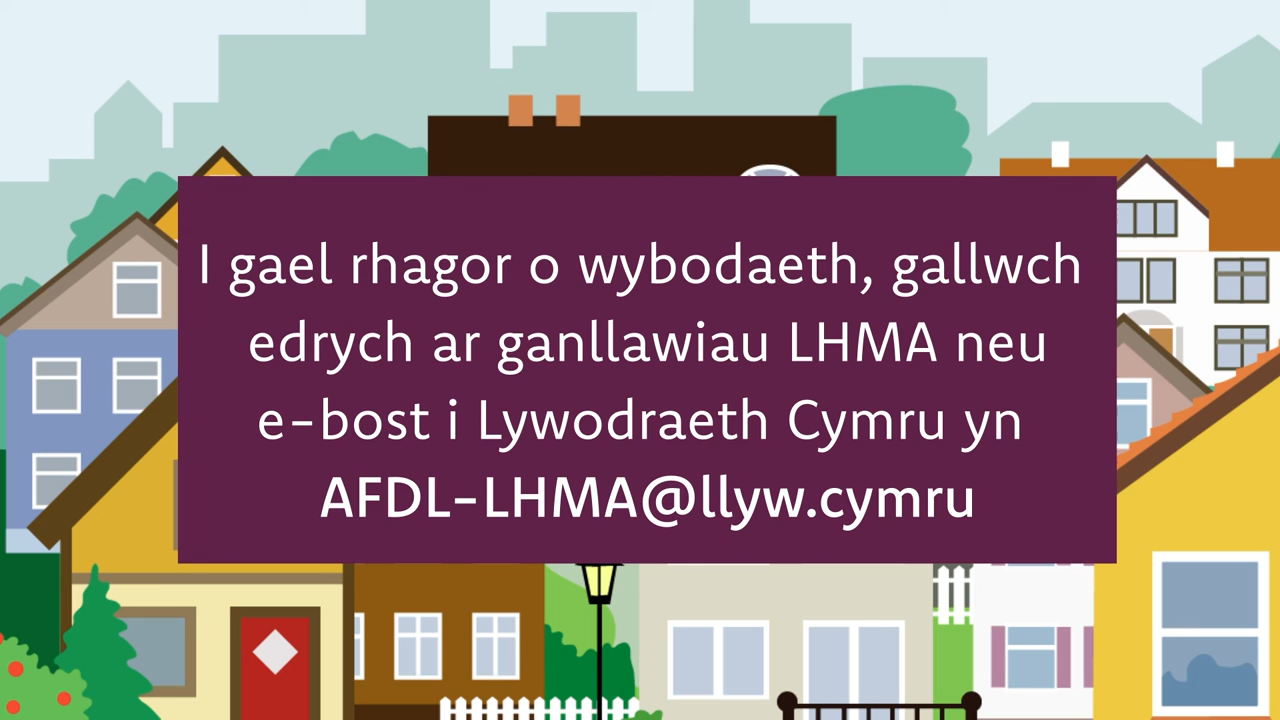 I gael rhagor o wybodaeth, gallwch
edrych ar ganllawiau LHMA neu
e-bost i Lywodraeth Cymru yn
AFDL-LHMA@llyw.cymru